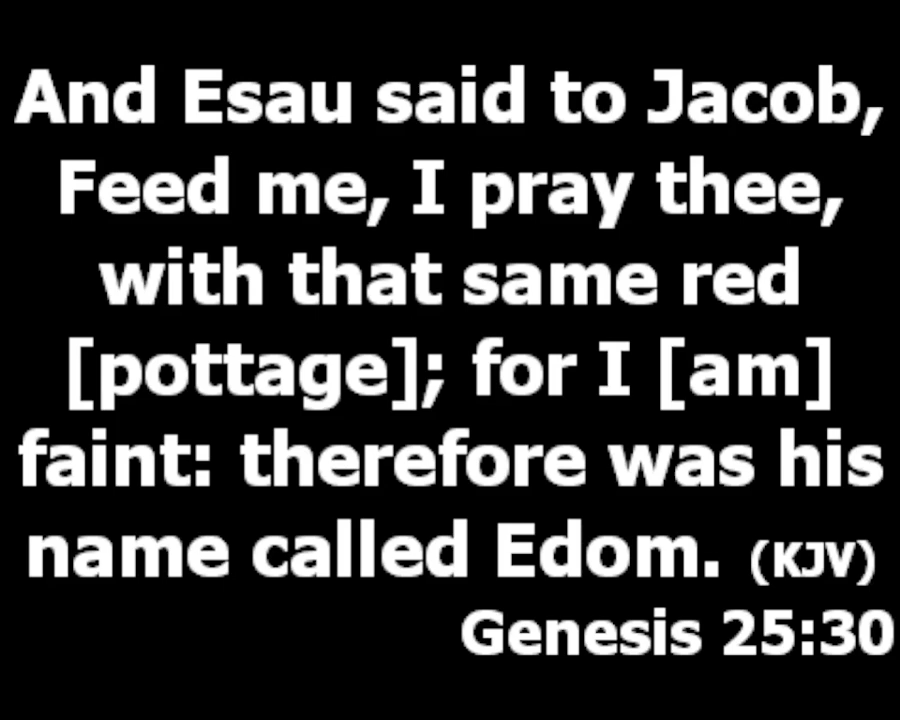 And Esau said to Jacob,
Feed me, I pray thee,
with that same red
[pottage]; for I [am]
faint: therefore was his
name called Edom. (KJV)
Genesis 25:30